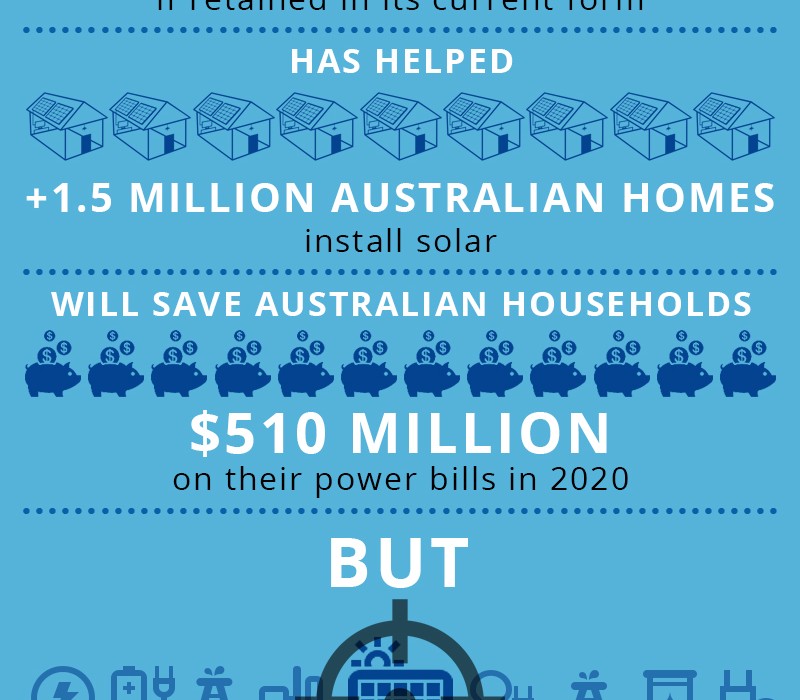 if retained in its current form
HAS HELPED
+1.5 MILLION AUSTRALIAN HOMES
install solar
WILL SAVE AUSTRALIAN HOUSEHOLDS
$510 MILLION
on their power bills in 2020
BUT